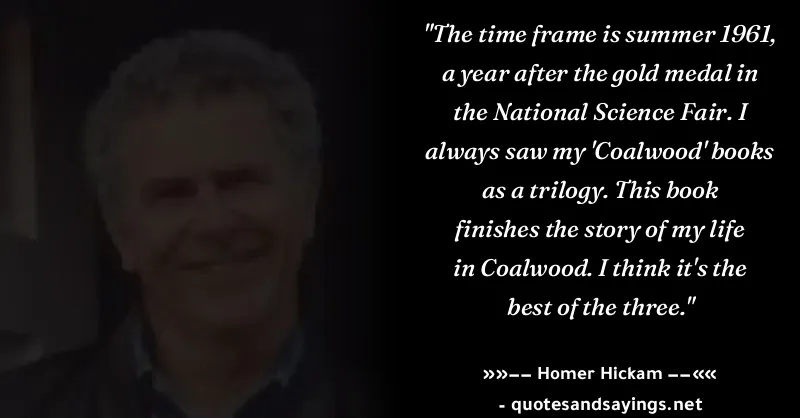 "The time frame is summer 1961,
a year after the gold medal in
the National Science Fair. I
always saw my 'Coalwood' books
as a trilogy. This book
finishes the story of my life
in Coalwood. I think it's the
best of the three."
»»−− Homer Hickam −−««
- quotesandsayings.net